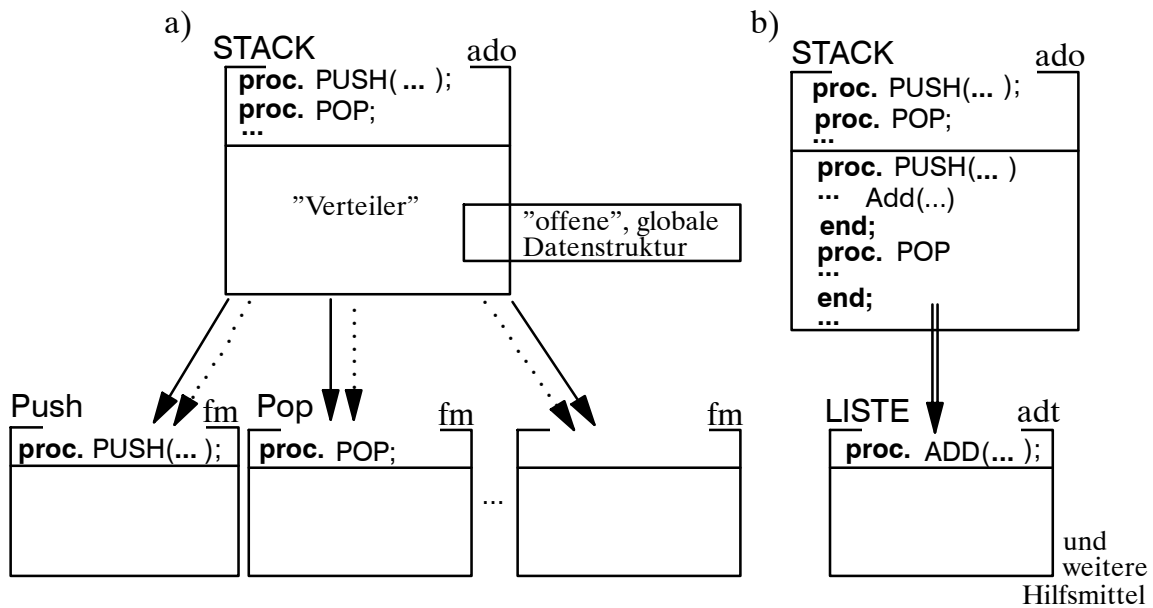 a)
STACK ado
proc. PUSH( ... );
proc. POP;
...
”Verteiler”
”offene”, globale
Datenstruktur
Push fm
proc. PUSH(... );
Pop fm
proc. POP;
...
fm
b)
STACK ado
proc. PUSH(... );
proc. POP;
...
proc. PUSH(... )
... Add(...)
end;
proc. POP
...
end;
...
LISTE adt
proc. ADD(... );
und
weitere
Hilfsmittel